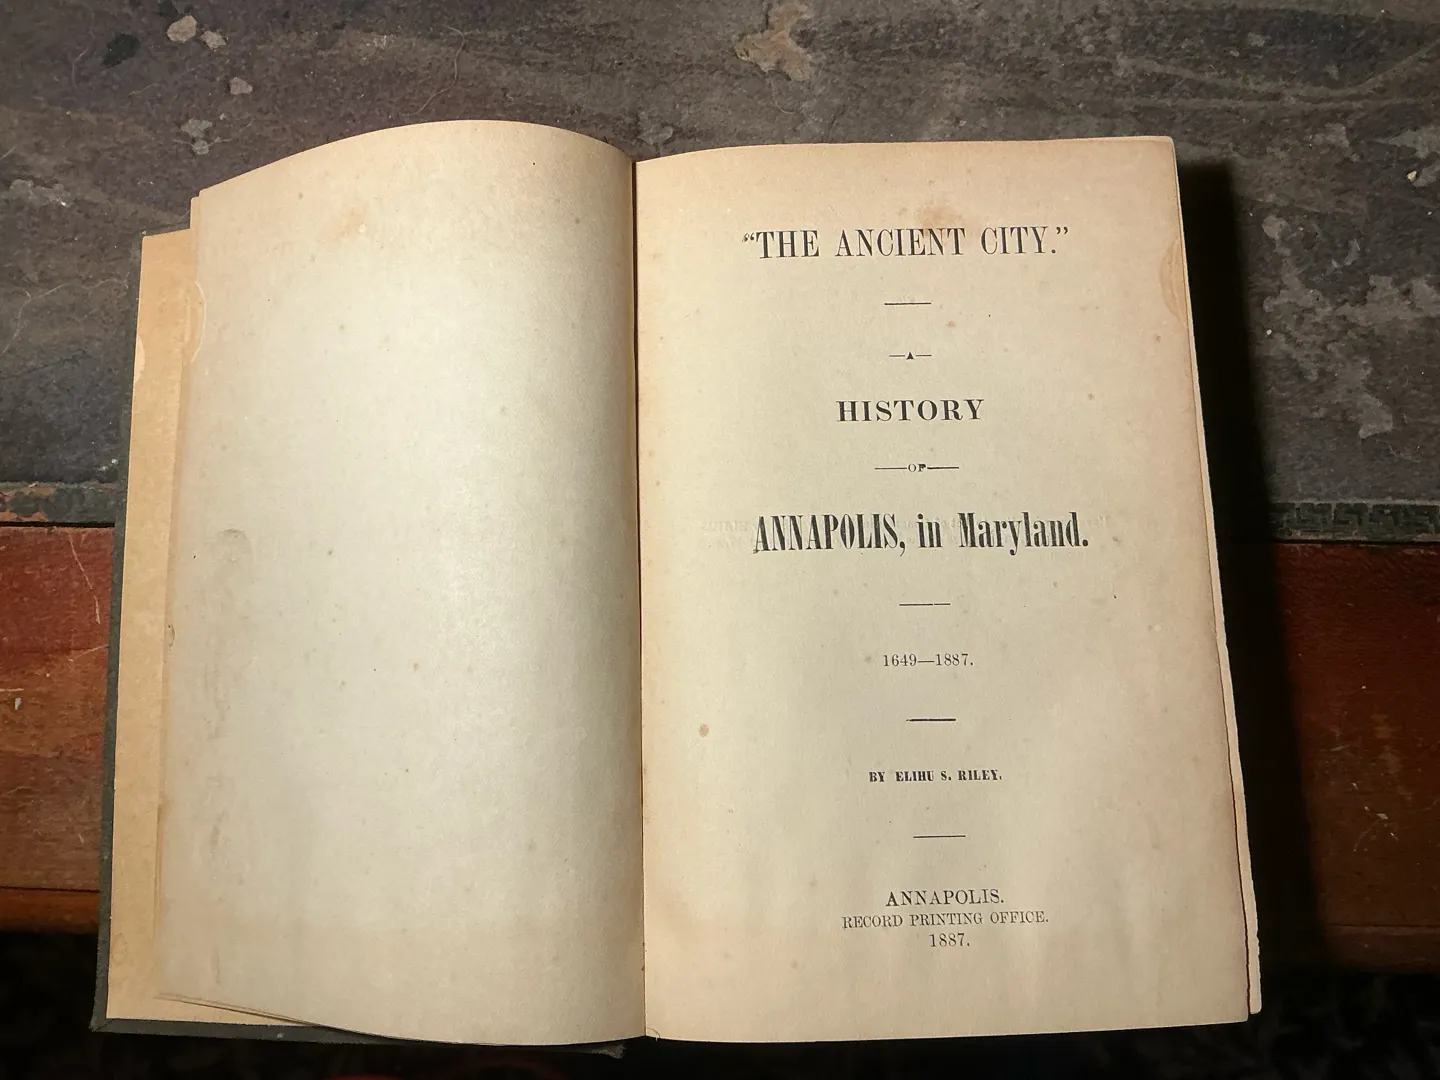 “THE ANCIENT CITY.”
A
HISTORY
OF
ANNAPOLIS, in Maryland.
1649—1887.
BY ELIHU S. RILEY.
ANNAPOLIS.
RECORD PRINTING OFFICE.
1887.